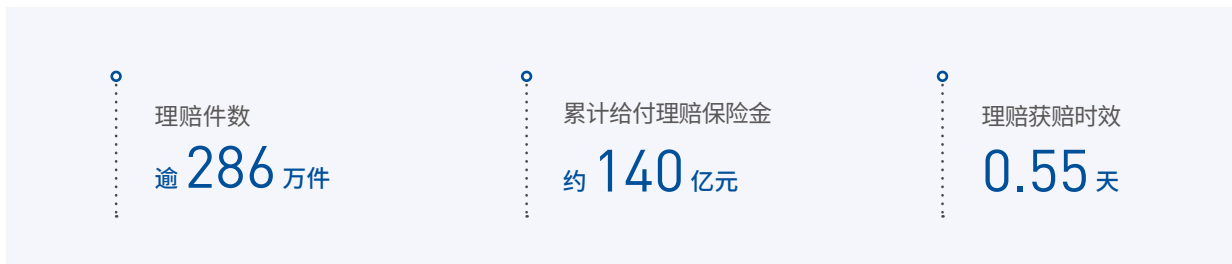 理赔件数
逾 286 万件
累计给付理赔保险金
约 140 亿元
理赔获赔时效
0.55 天